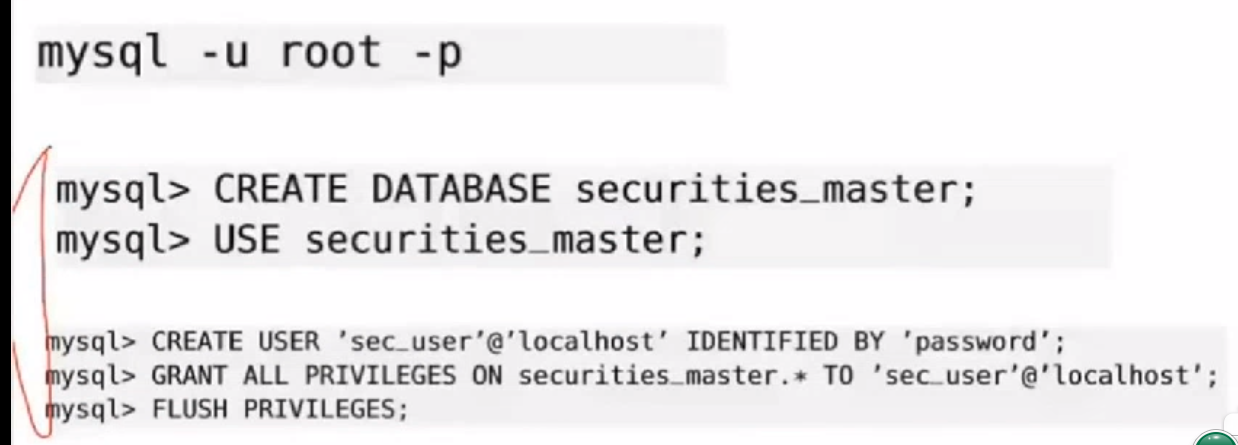 mysql -u root -p
mysql> CREATE DATABASE securities_master;
mysql> USE securities_master;
mysql> CREATE USER ’sec_user’@’localhost’ IDENTIFIED BY ’password’;
mysql> GRANT ALL PRIVILEGES ON securities_master.* TO ’sec_user’@’localhost’;
mysql> FLUSH PRIVILEGES;